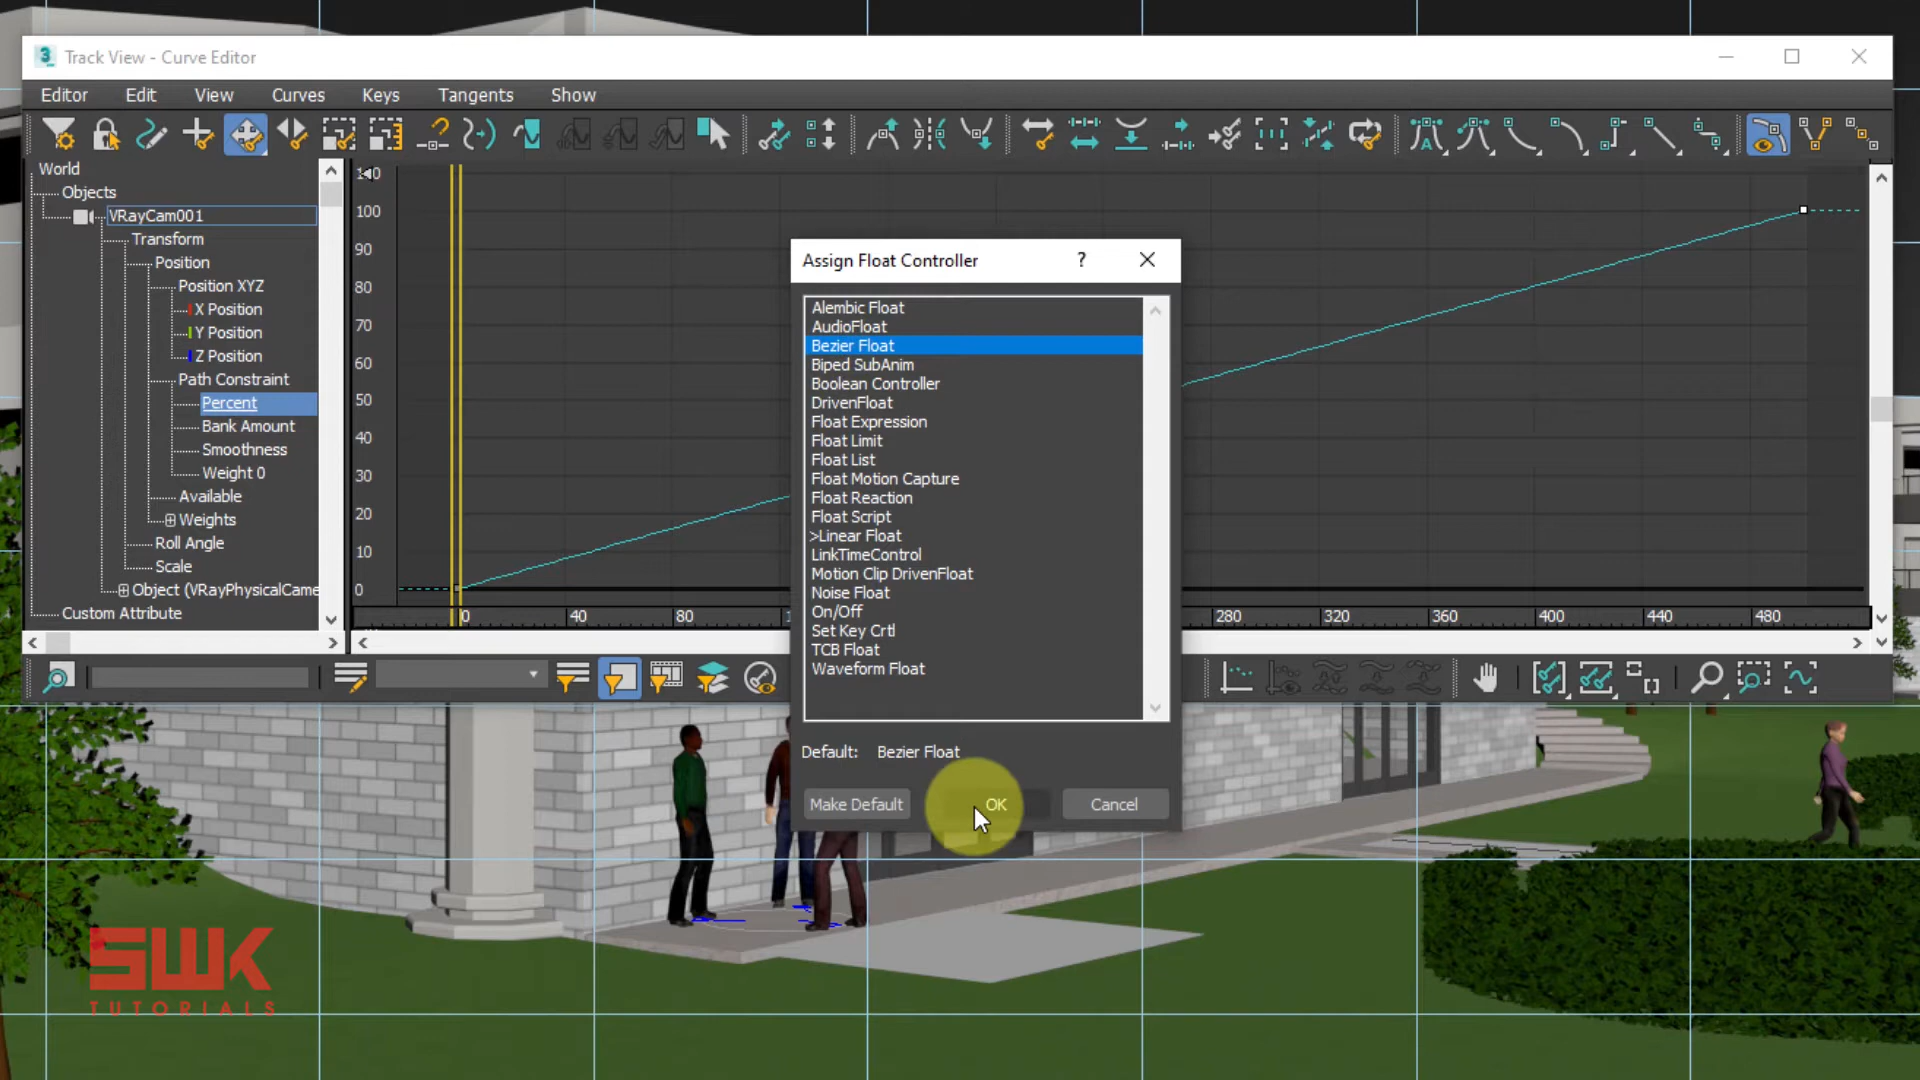 Track View - Curve Editor
Editor Edit View Curves Keys Tangents Show
World
Objects
VRayCam001
Transform
Position
Position XYZ
X Position
Y Position
Z Position
Path Constraint
Percent
Bank Amount
Smoothness
Weight 0
Available
Weights
Roll Angle
Scale
Object (VRayPhysicalCame
Custom Attribute
100
90
80
70
60
50
40
30
20
10
0
0 40 80 280 320 360 400 440 480
Assign Float Controller
Alembic Float
AudioFloat
Bezier Float
Biped SubAnim
Boolean Controller
DrivenFloat
Float Expression
Float Limit
Float List
Float Motion Capture
Float Reaction
Float Script
>Linear Float
LinkTimeControl
Motion Clip DrivenFloat
Noise Float
On/Off
Set Key Crtl
TCB Float
Waveform Float
Default: Bezier Float
Make Default OK Cancel
SWK
TUTORIALS